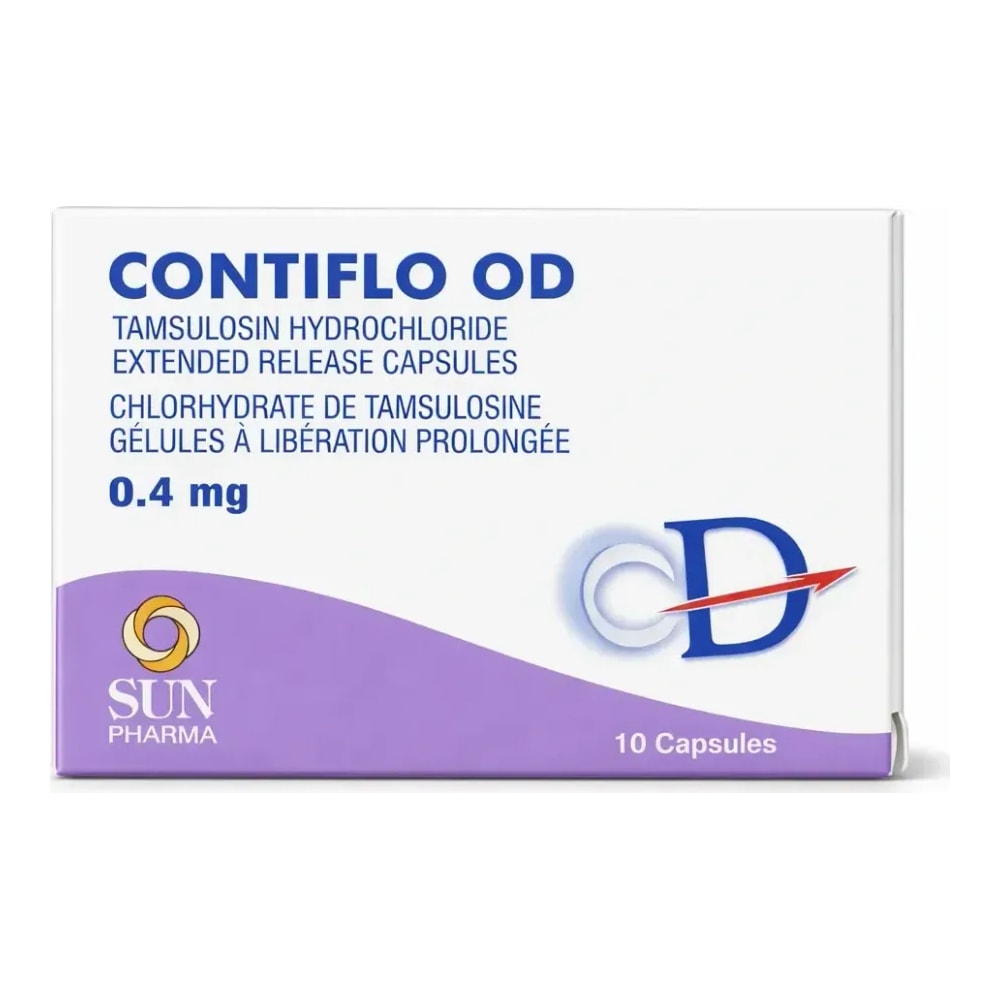 CONTIFLO OD
TAMSULOSIN HYDROCHLORIDE
EXTENDED RELEASE CAPSULES
CHLORHYDRATE DE TAMSULOSINE
GÉLULES À LIBÉRATION PROLONGÉE
0.4 mg
OD
SUN
PHARMA
10 Capsules